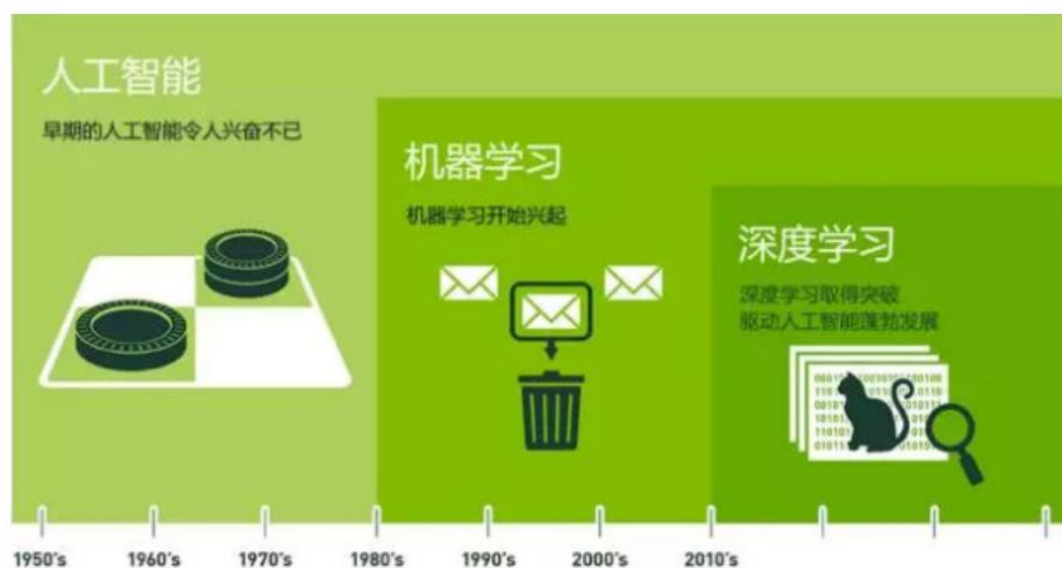 人工智能
早期的人工智能令人兴奋不已
机器学习
机器学习开始兴起
深度学习
深度学习取得突破
驱动人工智能蓬勃发展
1950's
1960's
1970's
1980's
1990's
2000's
2010's